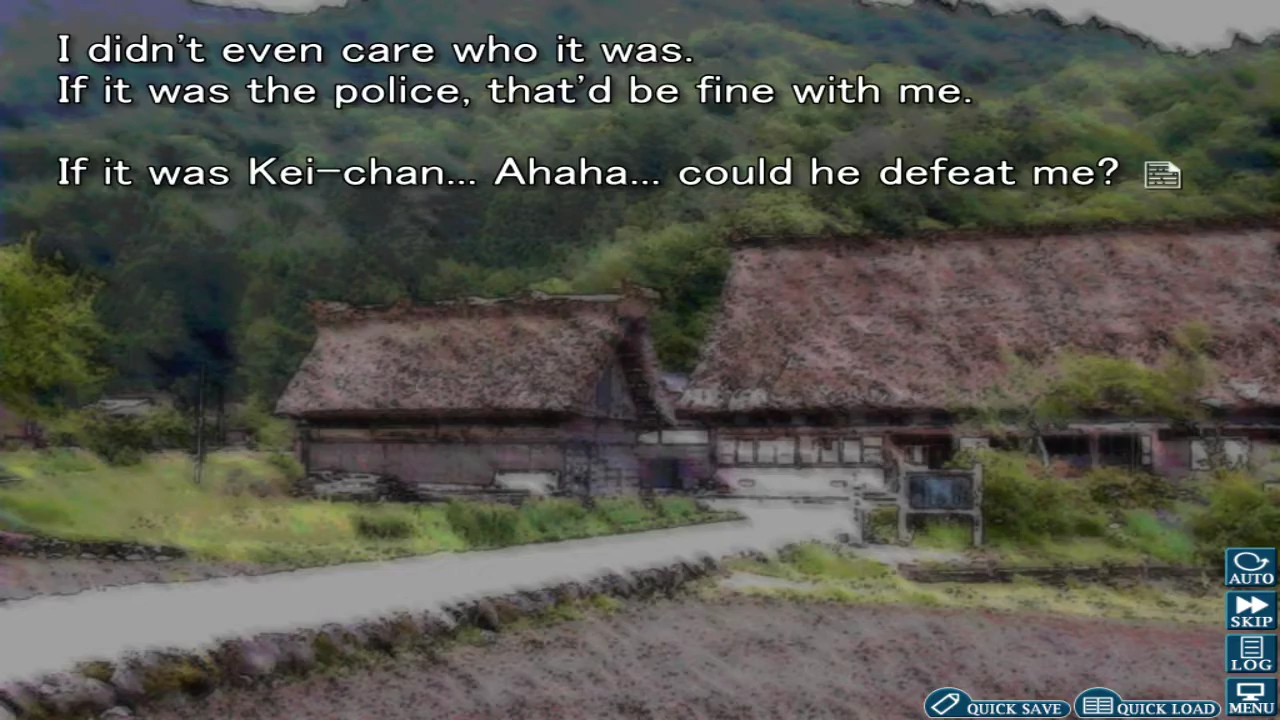 I didn't even care who it was.
If it was the police, that'd be fine with me.
If it was Kei-chan... Ahaha... could he defeat me?
AUTO
SKIP
LOG
MENU
QUICK SAVE
QUICK LOAD